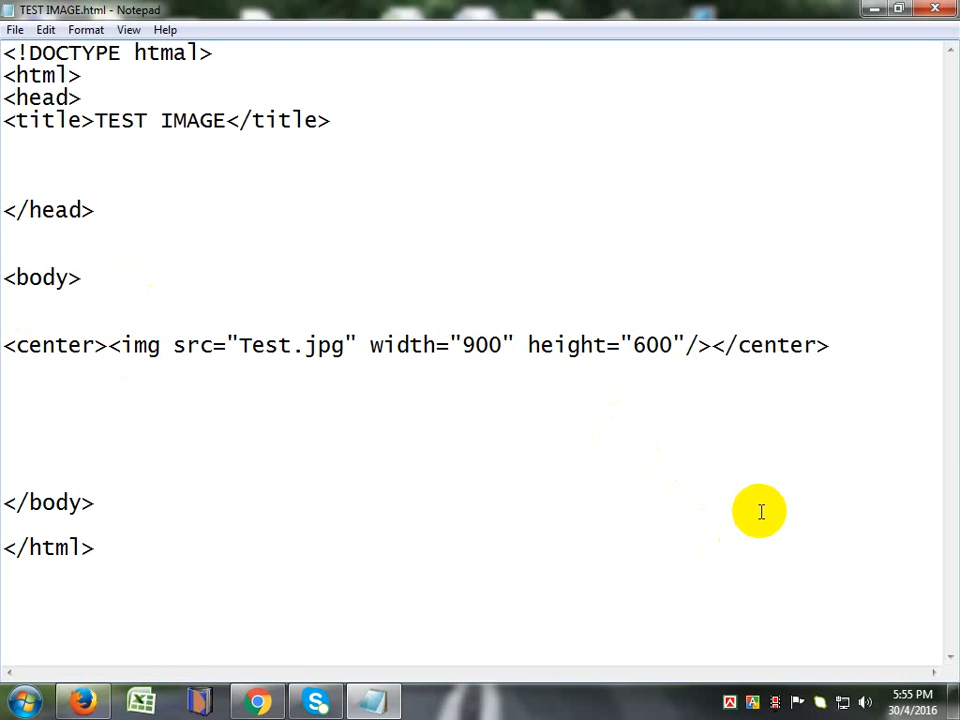 TEST IMAGE.html - Notepad
File Edit Format View Help
<!DOCTYPE htmal>
<html>
<head>
<title>TEST IMAGE</title>
</head>
<body>
<center><img src="Test.jpg" width="900" height="600"/></center>
</body>
</html>
5:55 PM
30/4/2016